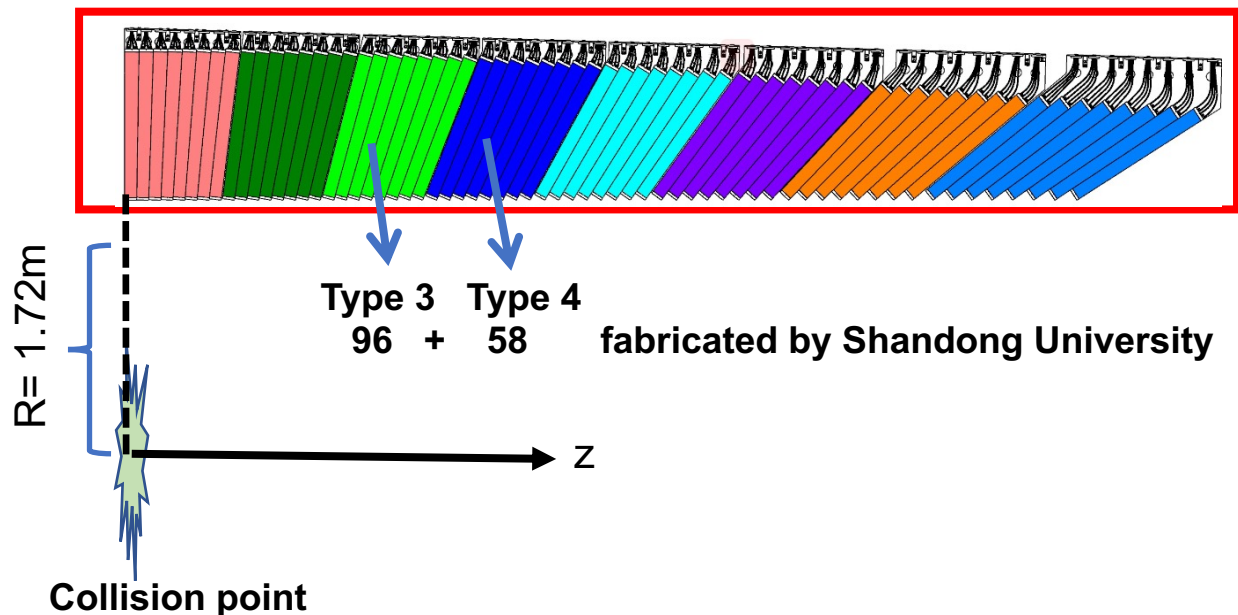 R= 1.72m
Type 3 Type 4
96 + 58 fabricated by Shandong University
z
Collision point